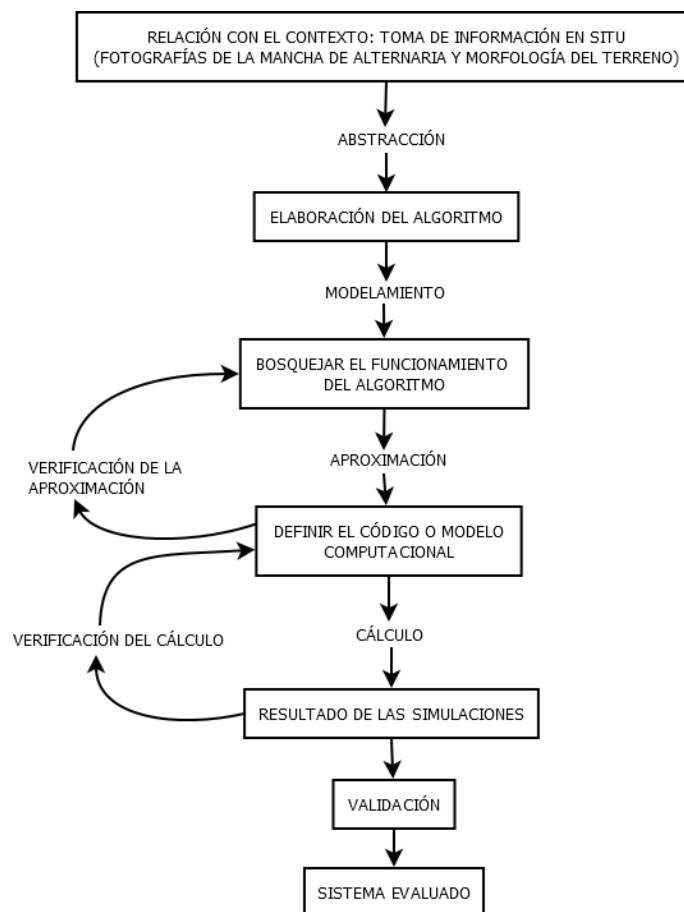 RELACIÓN CON EL CONTEXTO: TOMA DE INFORMACIÓN EN SITU
(FOTOGRAFÍAS DE LA MANCHA DE ALTERNARIA Y MORFOLOGÍA DEL TERRENO)
ABSTRACCIÓN
ELABORACIÓN DEL ALGORITMO
MODELAMIENTO
BOSQUEJAR EL FUNCIONAMIENTO
DEL ALGORITMO
VERIFICACIÓN DE LA
APROXIMACIÓN
APROXIMACIÓN
DEFINIR EL CÓDIGO O MODELO
COMPUTACIONAL
VERIFICACIÓN DEL CÁLCULO
CÁLCULO
RESULTADO DE LAS SIMULACIONES
VALIDACIÓN
SISTEMA EVALUADO